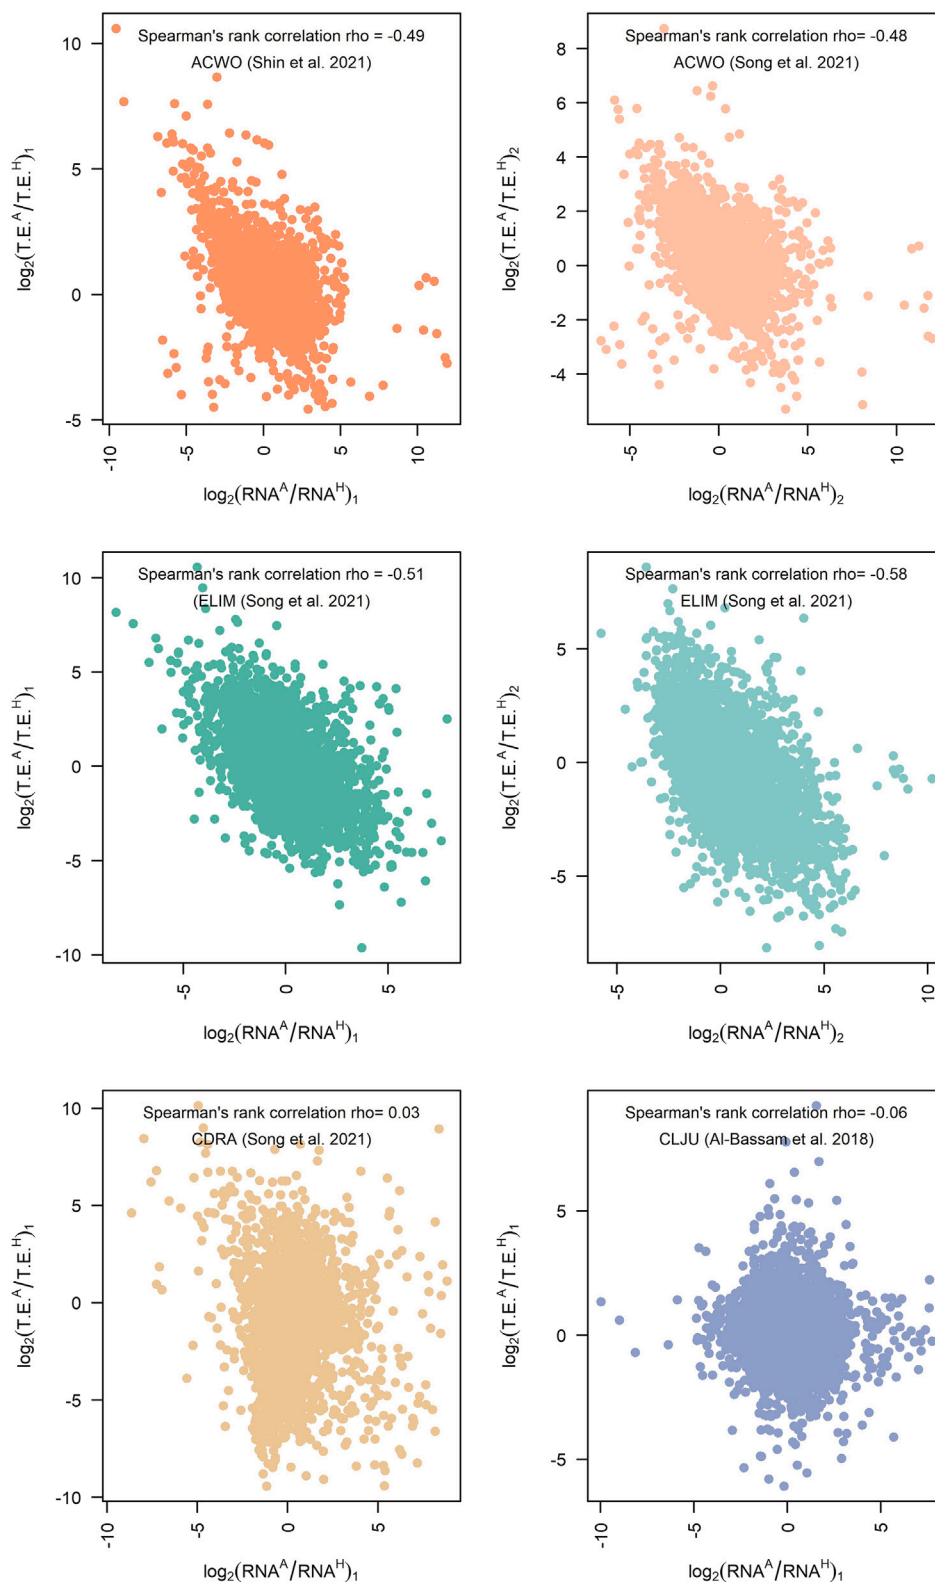 Spearman's rank correlation rho = -0.49
ACWO (Shin et al. 2021)
10
5
0
-5
log₂(T.E.ᴬ/T.E.ᴴ)₁
-10
-5
0
5
10
log₂(RNAᴬ/RNAᴴ)₁
Spearman's rank correlation rho= -0.48
ACWO (Song et al. 2021)
8
6
4
2
0
-2
-4
log₂(T.E.ᴬ/T.E.ᴴ)₂
-5
0
5
10
log₂(RNAᴬ/RNAᴴ)₂
Spearman's rank correlation rho = -0.51
(ELIM (Song et al. 2021)
10
5
0
-5
-10
log₂(T.E.ᴬ/T.E.ᴴ)₁
-5
0
5
log₂(RNAᴬ/RNAᴴ)₁
Spearman's rank correlation rho= -0.58
ELIM (Song et al. 2021)
5
0
-5
log₂(T.E.ᴬ/T.E.ᴴ)₂
-5
0
5
10
log₂(RNAᴬ/RNAᴴ)₂
Spearman's rank correlation rho= 0.03
CDRA (Song et al. 2021)
10
5
0
-5
-10
log₂(T.E.ᴬ/T.E.ᴴ)₁
-10
-5
0
5
log₂(RNAᴬ/RNAᴴ)₁
Spearman's rank correlation rho= -0.06
CLJU (Al-Bassam et al. 2018)
5
0
-5
log₂(T.E.ᴬ/T.E.ᴴ)₁
-10
-5
0
5
log₂(RNAᴬ/RNAᴴ)₁